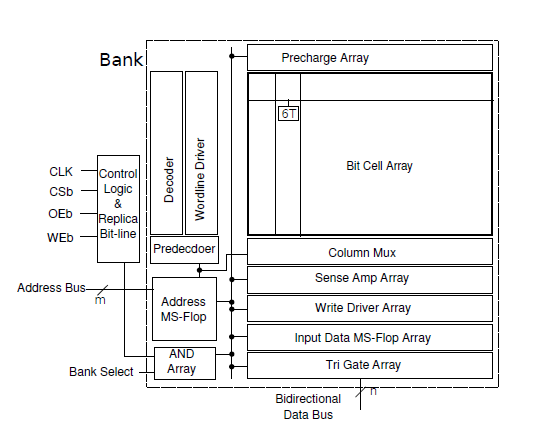 Bank
Precharge Array
6T
Bit Cell Array
Decoder
Wordline Driver
CLK
CSb
OEb
WEb
Control
Logic
&
Replica
Bit-line
Predecdoer
Column Mux
Sense Amp Array
Address Bus
m
Address
MS-Flop
Write Driver Array
Input Data MS-Flop Array
AND
Array
Bank Select
Tri Gate Array
n
Bidirectional
Data Bus